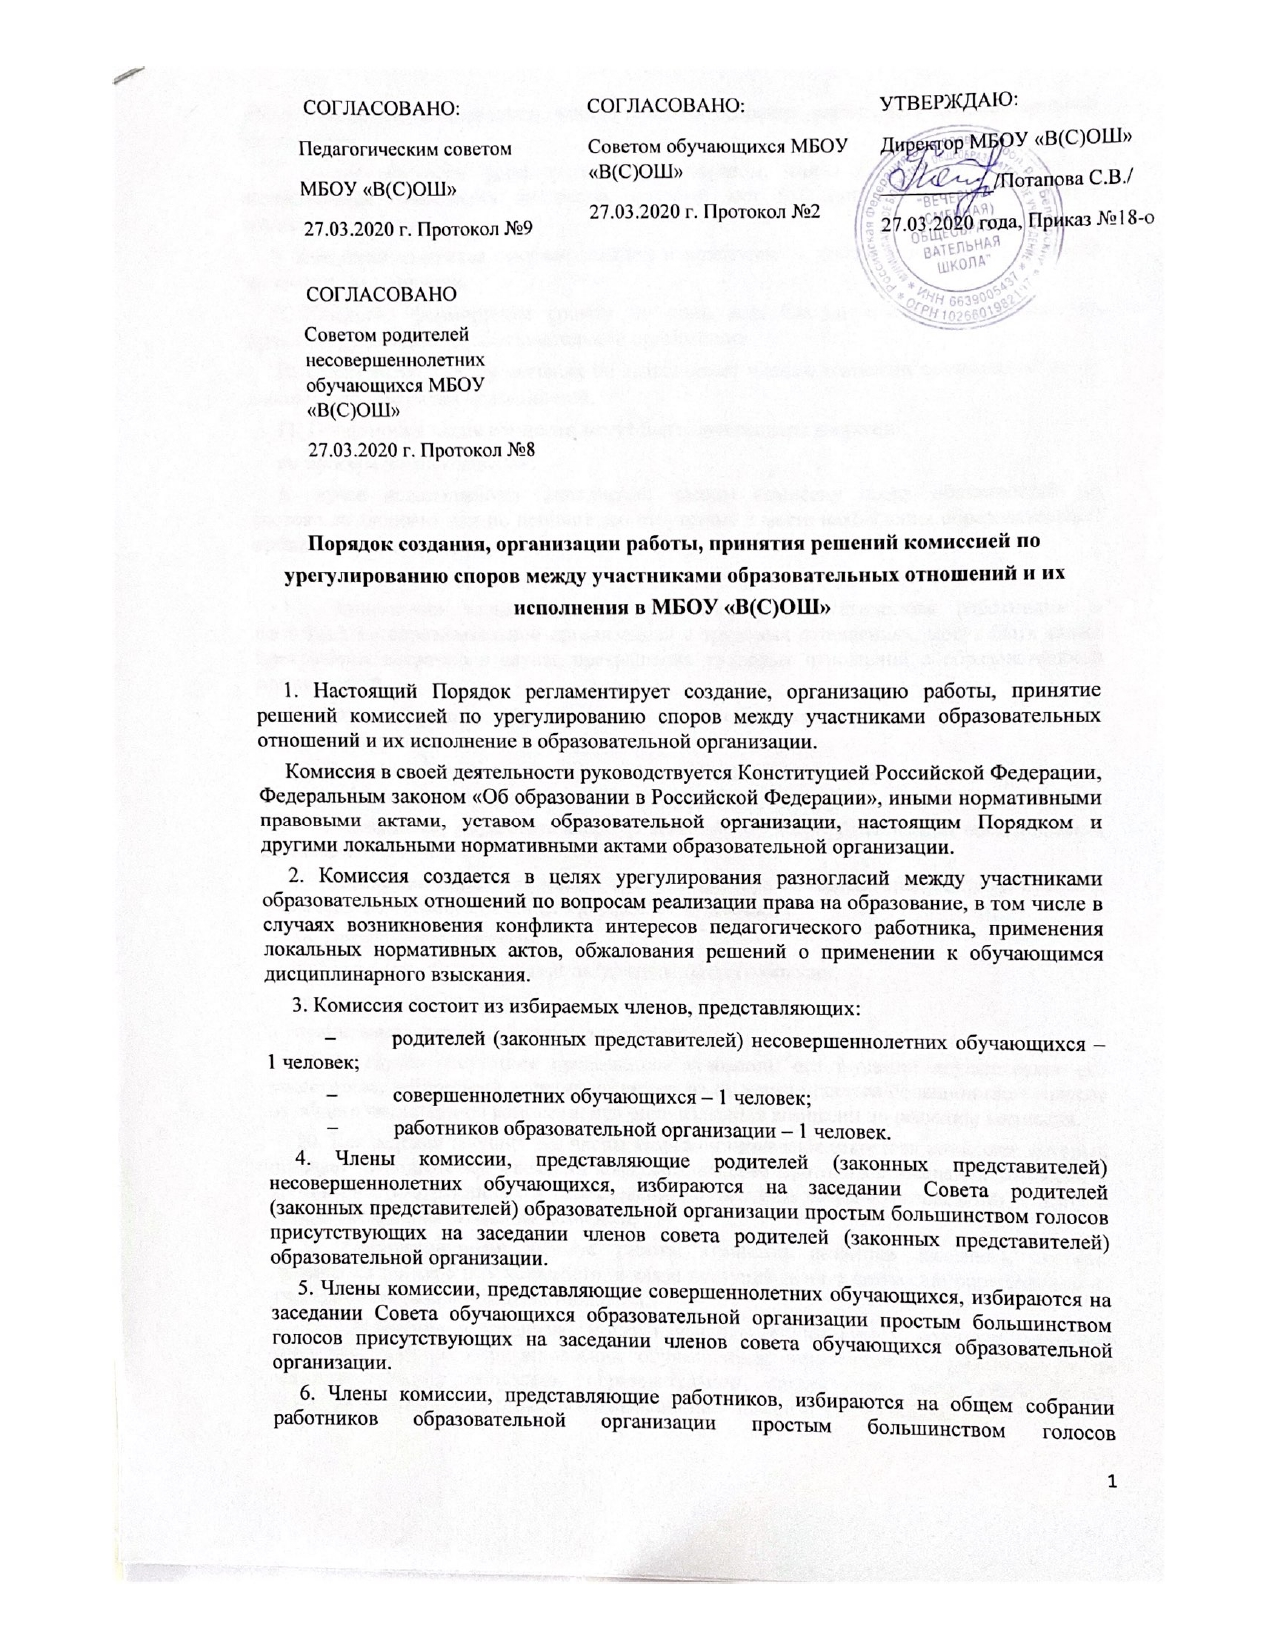 СОГЛАСОВАНО:
Педагогическим советом
МБОУ «В(С)ОШ»
27.03.2020 г. Протокол №9
СОГЛАСОВАНО:
Советом обучающихся МБОУ
«В(С)ОШ»
27.03.2020 г. Протокол №2
УТВЕРЖДАЮ:
Директор МБОУ «В(С)ОШ»
/Потапова С.В./
27.03.2020 года, Приказ №18-о
ВАТЕЛЬНАЯ
ШКОЛА"
ИНН 6639005437
СОГЛАСОВАНО
Советом родителей
несовершеннолетних
обучающихся МБОУ
«В(С)ОШ»
27.03.2020 г. Протокол №8
Порядок создания, организации работы, принятия решений комиссией по
урегулированию споров между участниками образовательных отношений и их
исполнения в МБОУ «В(С)ОШ»
1. Настоящий Порядок регламентирует создание, организацию работы, принятие
решений комиссией по урегулированию споров между участниками образовательных
отношений и их исполнение в образовательной организации.
Комиссия в своей деятельности руководствуется Конституцией Российской Федерации,
Федеральным законом «Об образовании в Российской Федерации», иными нормативными
правовыми актами, уставом образовательной организации, настоящим Порядком и
другими локальными нормативными актами образовательной организации.
2. Комиссия создается в целях урегулирования разногласий между участниками
образовательных отношений по вопросам реализации права на образование, в том числе в
случаях возникновения конфликта интересов педагогического работника, применения
локальных нормативных актов, обжалования решений о применении к обучающимся
дисциплинарного взыскания.
3. Комиссия состоит из избираемых членов, представляющих:
– родителей (законных представителей) несовершеннолетних обучающихся –
1 человек;
– совершеннолетних обучающихся – 1 человек;
– работников образовательной организации – 1 человек.
4. Члены комиссии, представляющие родителей (законных представителей)
несовершеннолетних обучающихся, избираются на заседании Совета родителей
(законных представителей) образовательной организации простым большинством голосов
присутствующих на заседании членов совета родителей (законных представителей)
образовательной организации.
5. Члены комиссии, представляющие совершеннолетних обучающихся, избираются на
заседании Совета обучающихся образовательной организации простым большинством
голосов присутствующих на заседании членов совета обучающихся образовательной
организации.
6. Члены комиссии, представляющие работников, избираются на общем собрании
работников образовательной организации простым большинством голосов
1